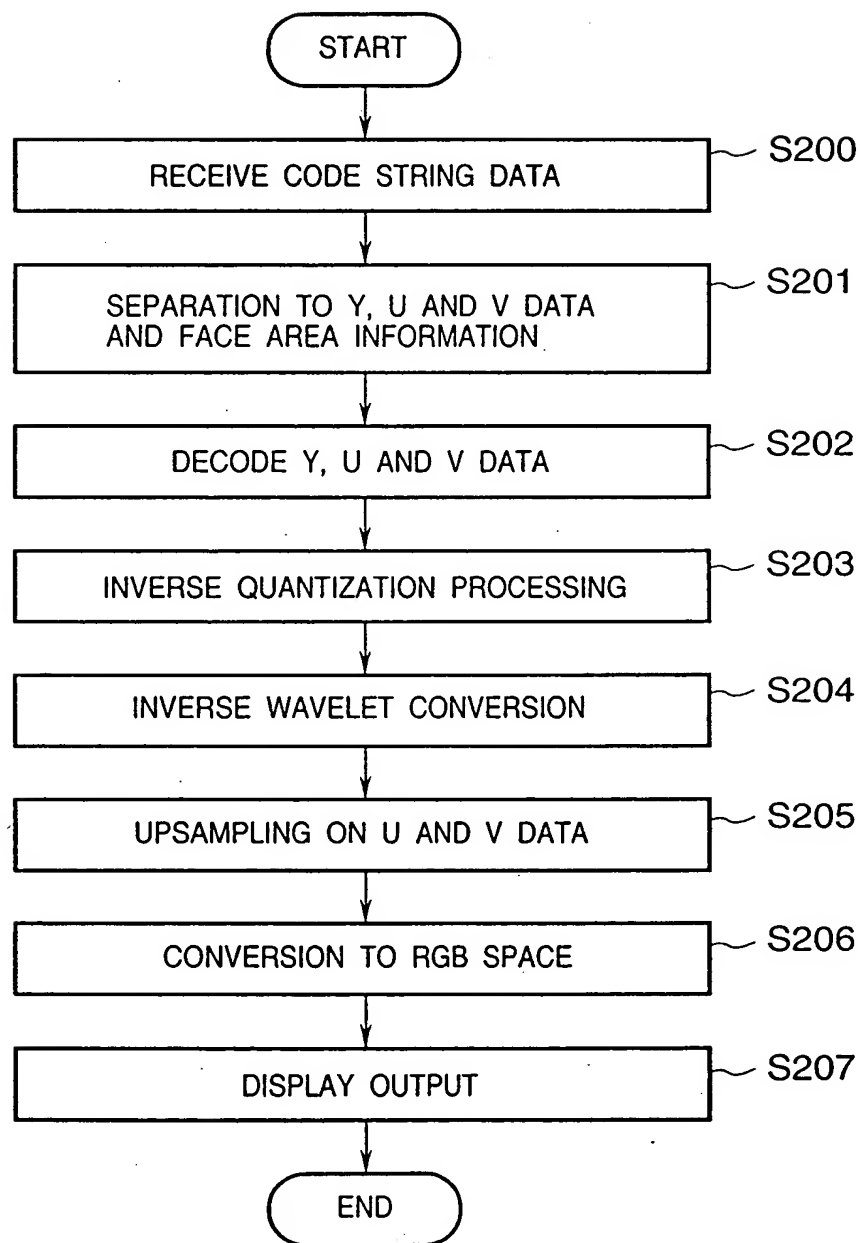 START
RECEIVE CODE STRING DATA
S200
SEPARATION TO Y, U AND V DATA
AND FACE AREA INFORMATION
S201
DECODE Y, U AND V DATA
S202
INVERSE QUANTIZATION PROCESSING
S203
INVERSE WAVELET CONVERSION
S204
UPSAMPLING ON U AND V DATA
S205
CONVERSION TO RGB SPACE
S206
DISPLAY OUTPUT
S207
END